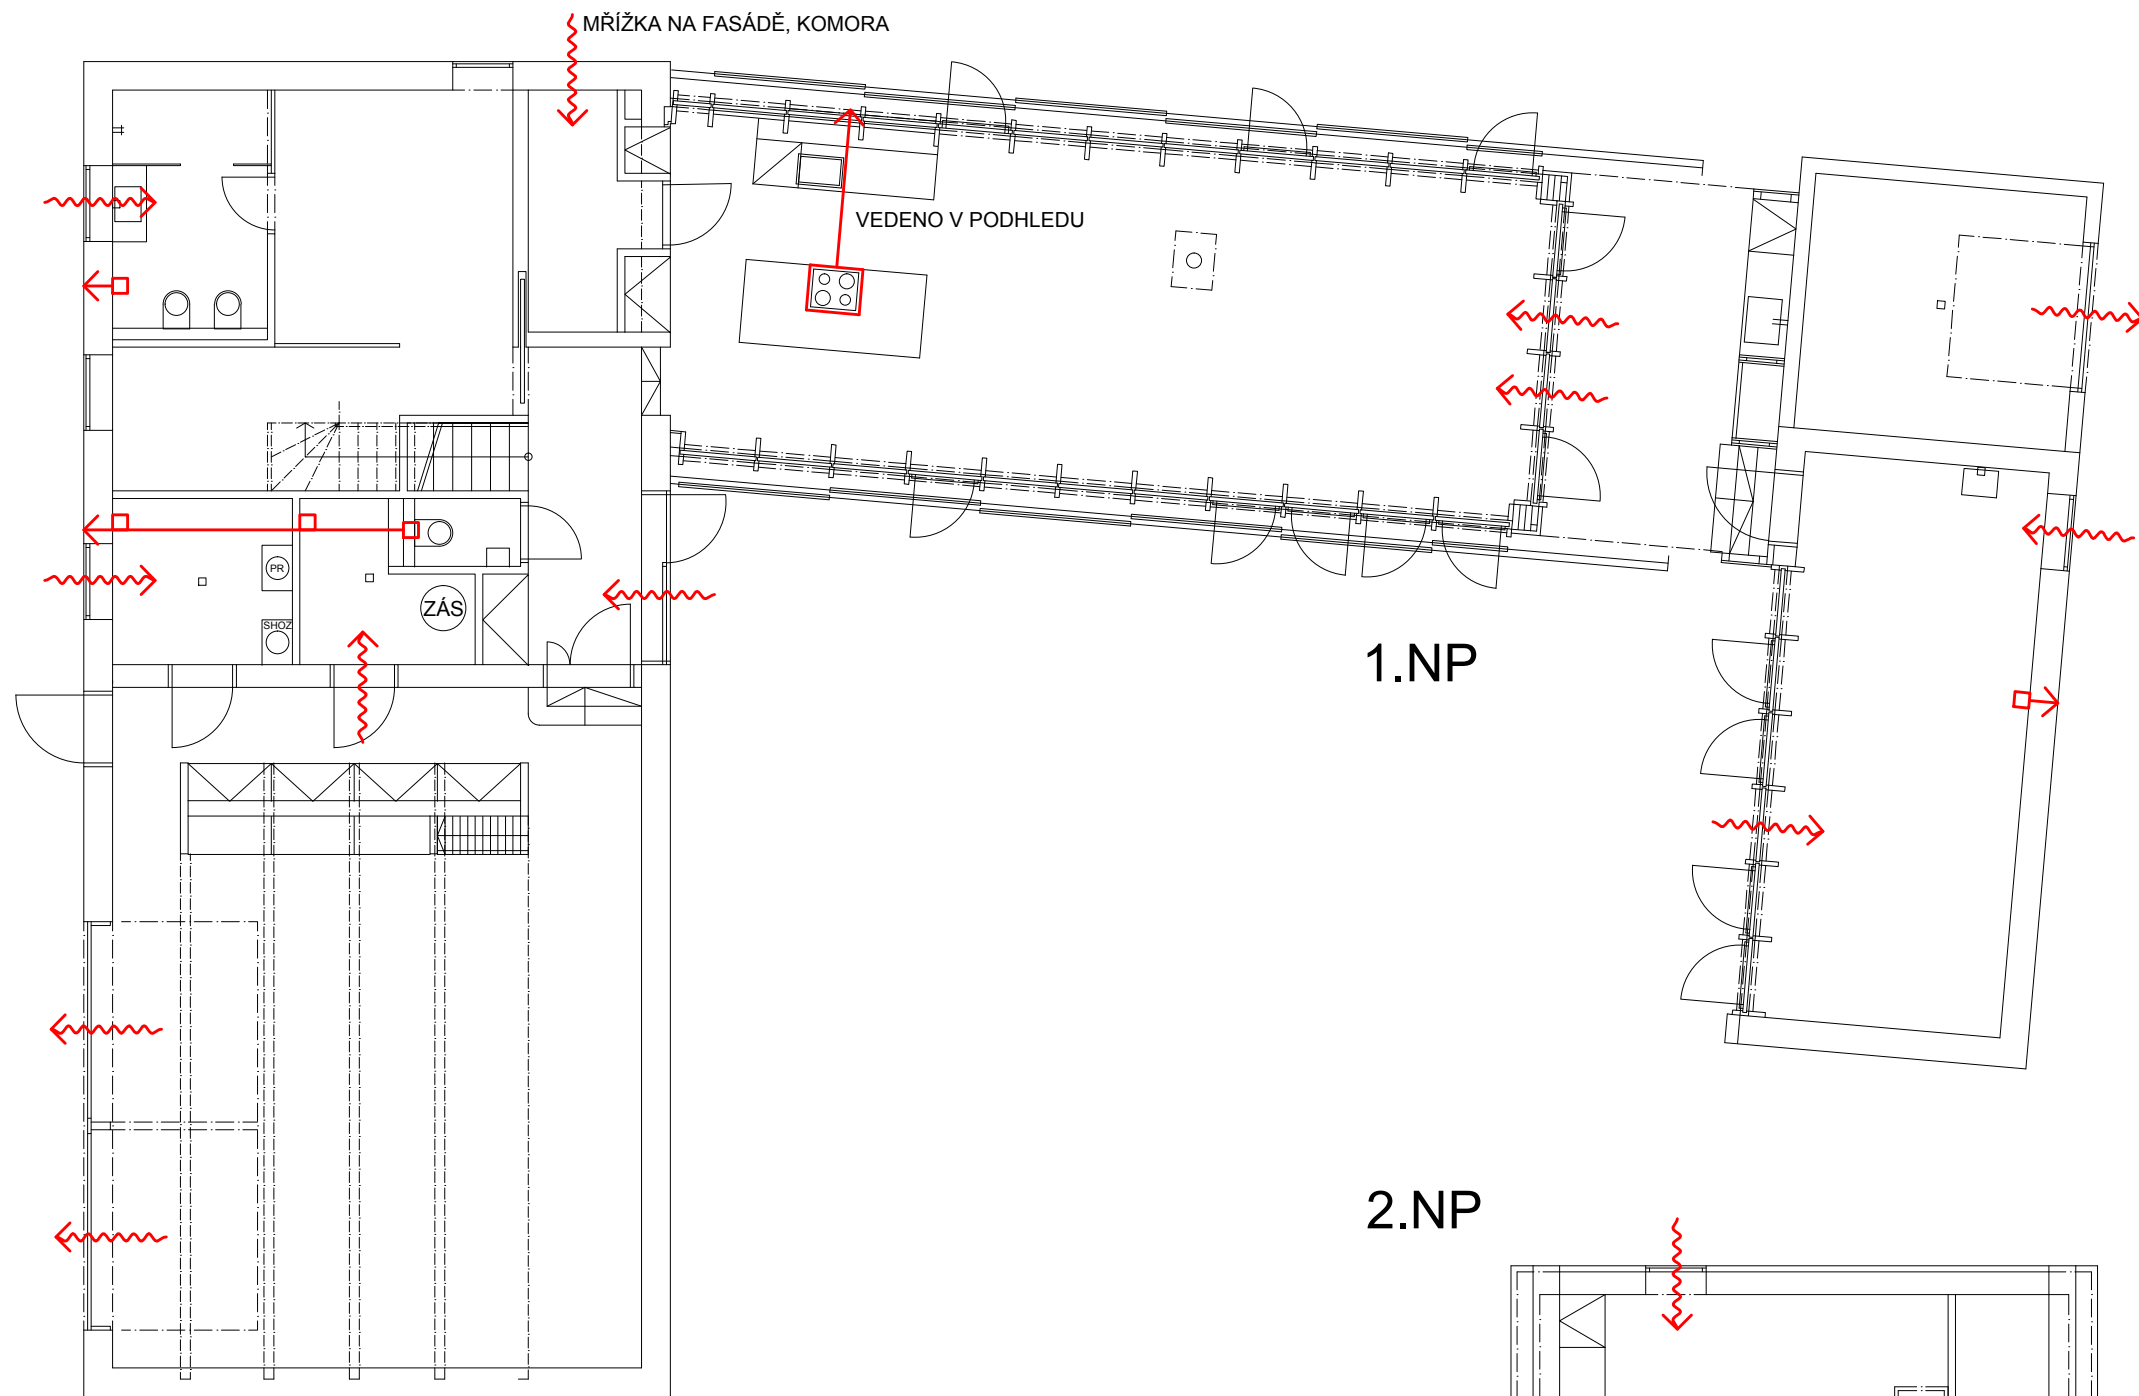 MŘÍŽKA NA FASÁDĚ, KOMORA
VEDENO V PODHLEDU
PR
ZÁS
SHOZ
1.NP
2.NP